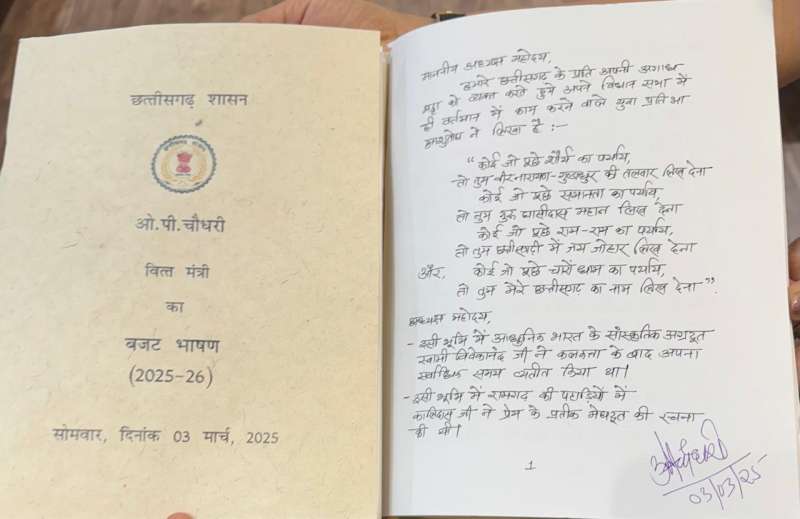 छत्तीसगढ़ शासन
ओ.पी.चौधरी
वित्त मंत्री
का
बजट भाषण
(2025-26)
सोमवार, दिनांक 03 मार्च, 2025
माननीय अध्यक्ष महोदय,
हमारे छत्तीसगढ़ के प्रति अपनी अगाध
श्रद्धा को व्यक्त करते हुये अपने विधान सभा में
ही वर्तमान में काम करने वाले युवा प्रतिभा
आशुतोष ने लिखा है :-
"कोई जो पूछे शौर्य का पर्याय,
तो तुम वीरनारायण-गुण्डाधुर की तलवार लिख देना
कोई जो पूछे समानता का पर्याय,
तो तुम गुरु घासीदास महान लिख देना
कोई जो पूछे राम-राम का पर्याय,
तो तुम छत्तीसगढ़ी में जय जोहार लिख देना
और, कोई जो पूछे चारों धाम का पर्याय,
तो तुम मेरे छत्तीसगढ़ का नाम लिख देना"।
अध्यक्ष महोदय,
- इसी भूमि में आधुनिक भारत के सांस्कृतिक अग्रदूत
स्वामी विवेकानंद जी ने कलकत्ता के बाद अपना
सर्वाधिक समय व्यतीत किया था।
- इसी भूमि में रामगढ़ की पहाड़ियों में
कालिदास जी ने प्रेम के प्रतीक मेघदूत की रचना
की थी।
1
03/03/25